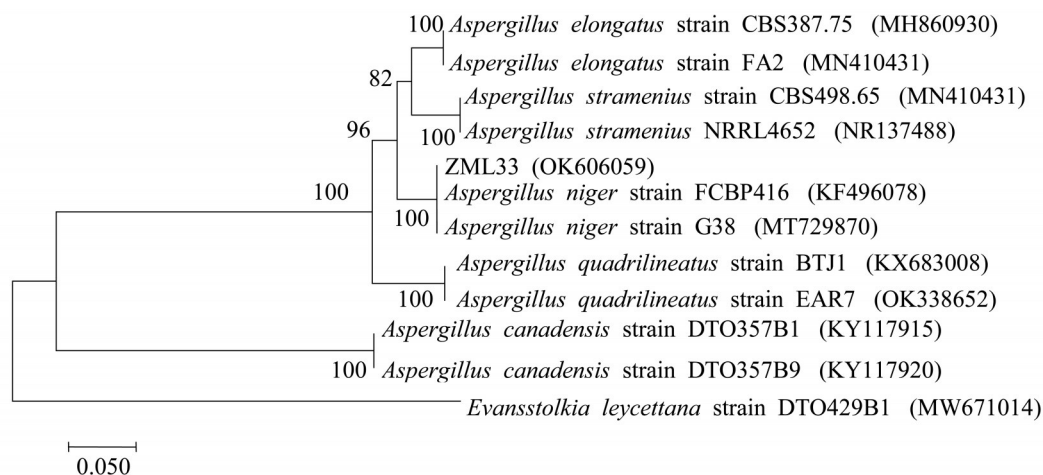 100 Aspergillus elongatus strain CBS387.75 (MH860930)
Aspergillus elongatus strain FA2 (MN410431)
82
Aspergillus stramenius strain CBS498.65 (MN410431)
96
100 Aspergillus stramenius NRRL4652 (NR137488)
ZML33 (OK606059)
100
Aspergillus niger strain FCBP416 (KF496078)
100 Aspergillus niger strain G38 (MT729870)
Aspergillus quadrilineatus strain BTJ1 (KX683008)
100 Aspergillus quadrilineatus strain EAR7 (OK338652)
Aspergillus canadensis strain DTO357B1 (KY117915)
100 Aspergillus canadensis strain DTO357B9 (KY117920)
Evansstolkia leycettana strain DTO429B1 (MW671014)
0.050